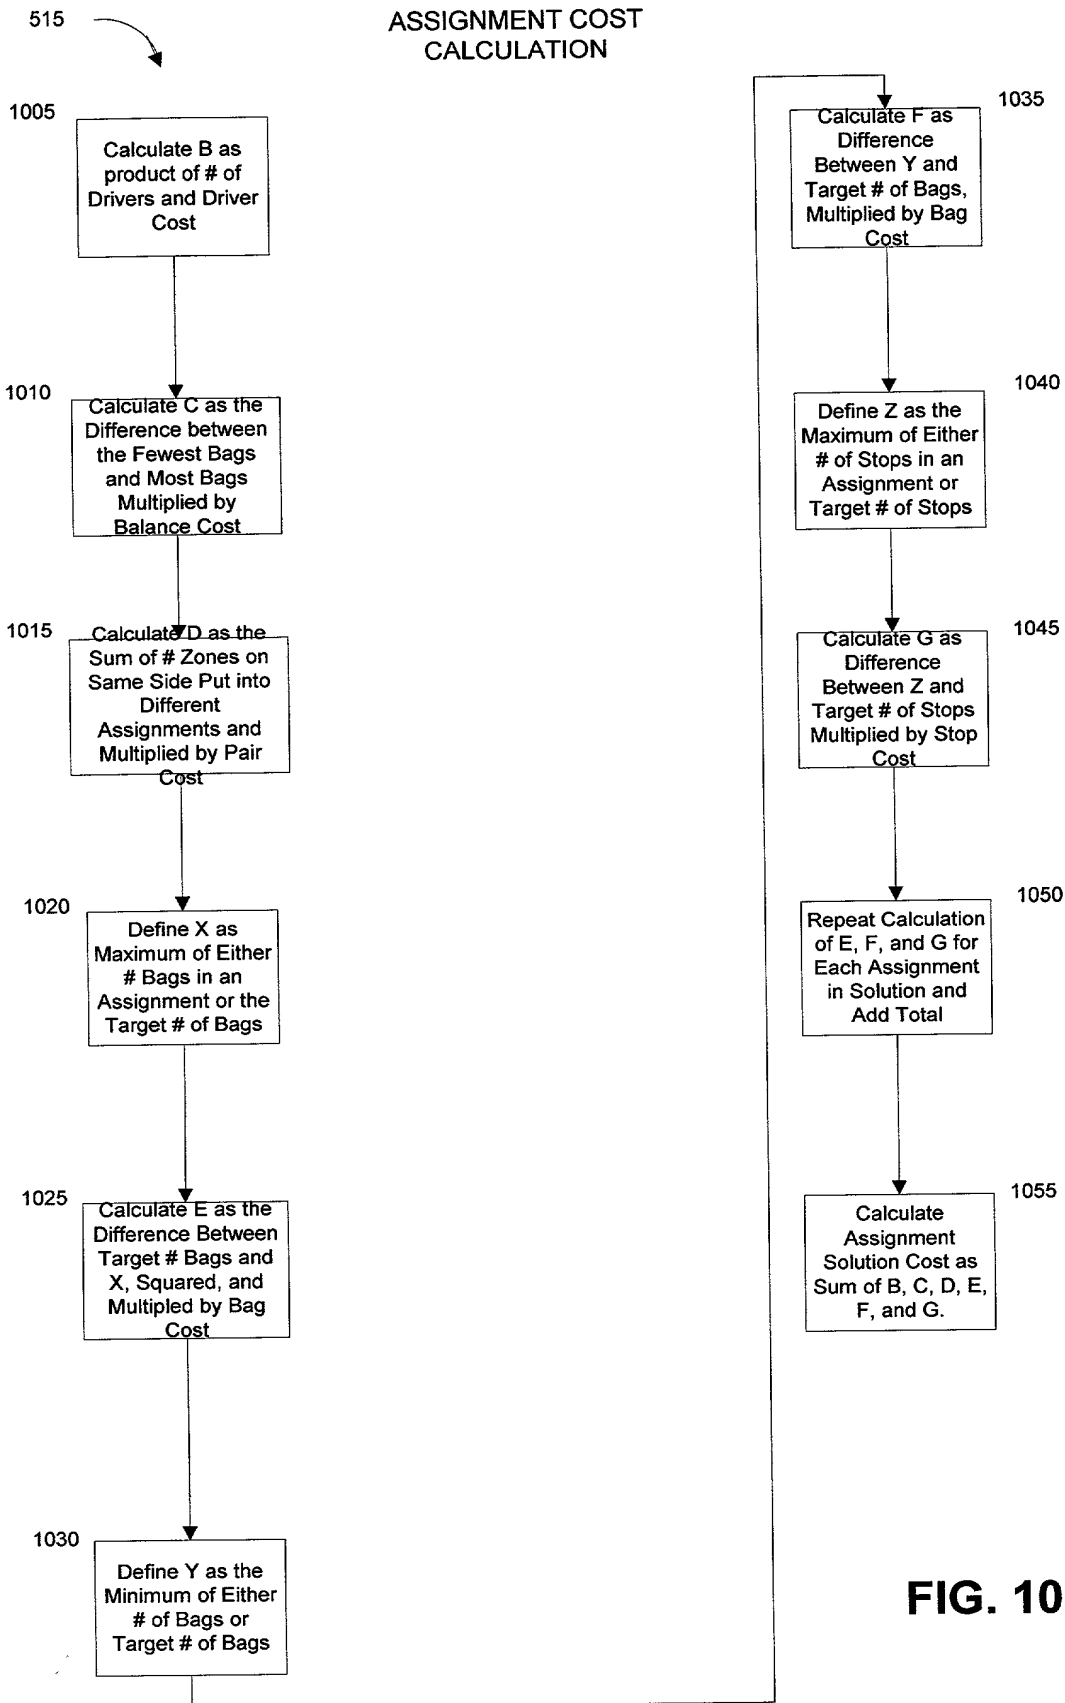 515
ASSIGNMENT COST
CALCULATION
1005
Calculate B as
product of # of
Drivers and Driver
Cost
1010
Calculate C as the
Difference between
the Fewest Bags
and Most Bags
Multiplied by
Balance Cost
1015
Calculate D as the
Sum of # Zones on
Same Side Put into
Different
Assignments and
Multiplied by Pair
Cost
1020
Define X as
Maximum of Either
# Bags in an
Assignment or the
Target # of Bags
1025
Calculate E as the
Difference Between
Target # Bags and
X, Squared, and
Multipled by Bag
Cost
1030
Define Y as the
Minimum of Either
# of Bags or
Target # of Bags
1035
Calculate F as
Difference
Between Y and
Target # of Bags,
Multiplied by Bag
Cost
1040
Define Z as the
Maximum of Either
# of Stops in an
Assignment or
Target # of Stops
1045
Calculate G as
Difference
Between Z and
Target # of Stops
Multiplied by Stop
Cost
1050
Repeat Calculation
of E, F, and G for
Each Assignment
in Solution and
Add Total
1055
Calculate
Assignment
Solution Cost as
Sum of B, C, D, E,
F, and G.
FIG. 10